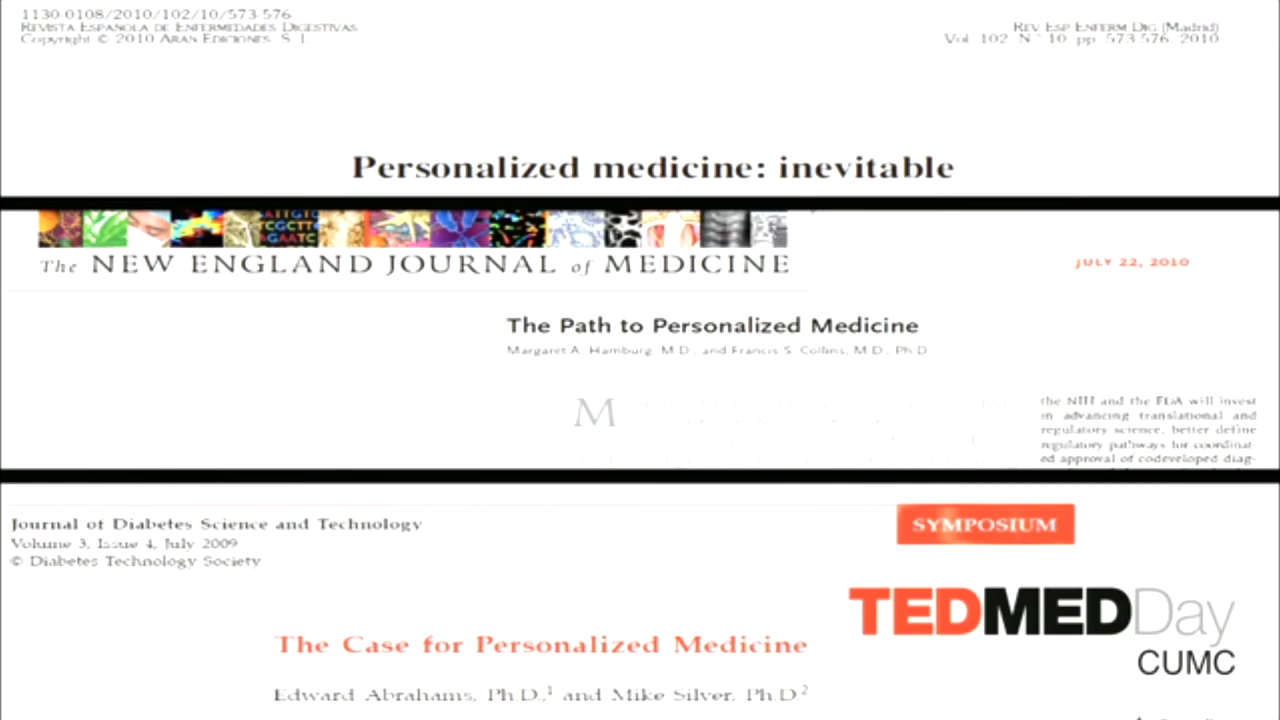 1130-0108/2010/102/10/573-576
REVISTA ESPAÑOLA DE ENFERMEDADES DIGESTIVAS
Copyright © 2010 ARÁN EDICIONES, S. L.
REV ESP ENFERM DIG (Madrid)
Vol. 102. N.° 10, pp. 573-576, 2010
Personalized medicine: inevitable
ATTGTC
TCGCTT
AGAATC
The NEW ENGLAND JOURNAL of MEDICINE
JULY 22, 2010
The Path to Personalized Medicine
Margaret A. Hamburg, M.D., and Francis S. Collins, M.D., Ph.D.
M
the NIH and the FDA will invest
in advancing translational and
regulatory science, better define
regulatory pathways for coordinat-
ed approval of codeveloped diag-
Journal of Diabetes Science and Technology
Volume 3, Issue 4, July 2009
© Diabetes Technology Society
SYMPOSIUM
The Case for Personalized Medicine
Edward Abrahams, Ph.D.,1 and Mike Silver, Ph.D.2
TEDMEDDay
CUMC